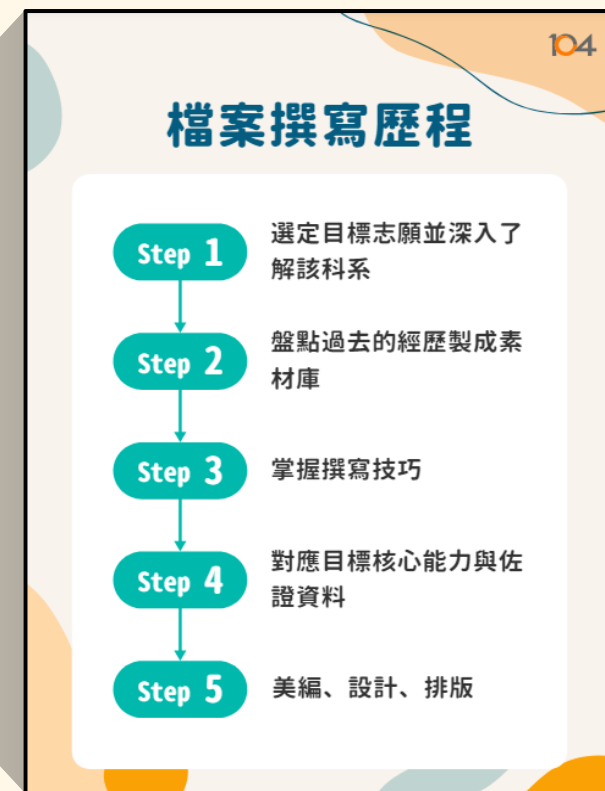 104
檔案撰寫歷程
Step 1
選定目標志願並深入了
解該科系
Step 2
盤點過去的經歷製成素
材庫
Step 3
掌握撰寫技巧
Step 4
對應目標核心能力與佐
證資料
Step 5
美編、設計、排版